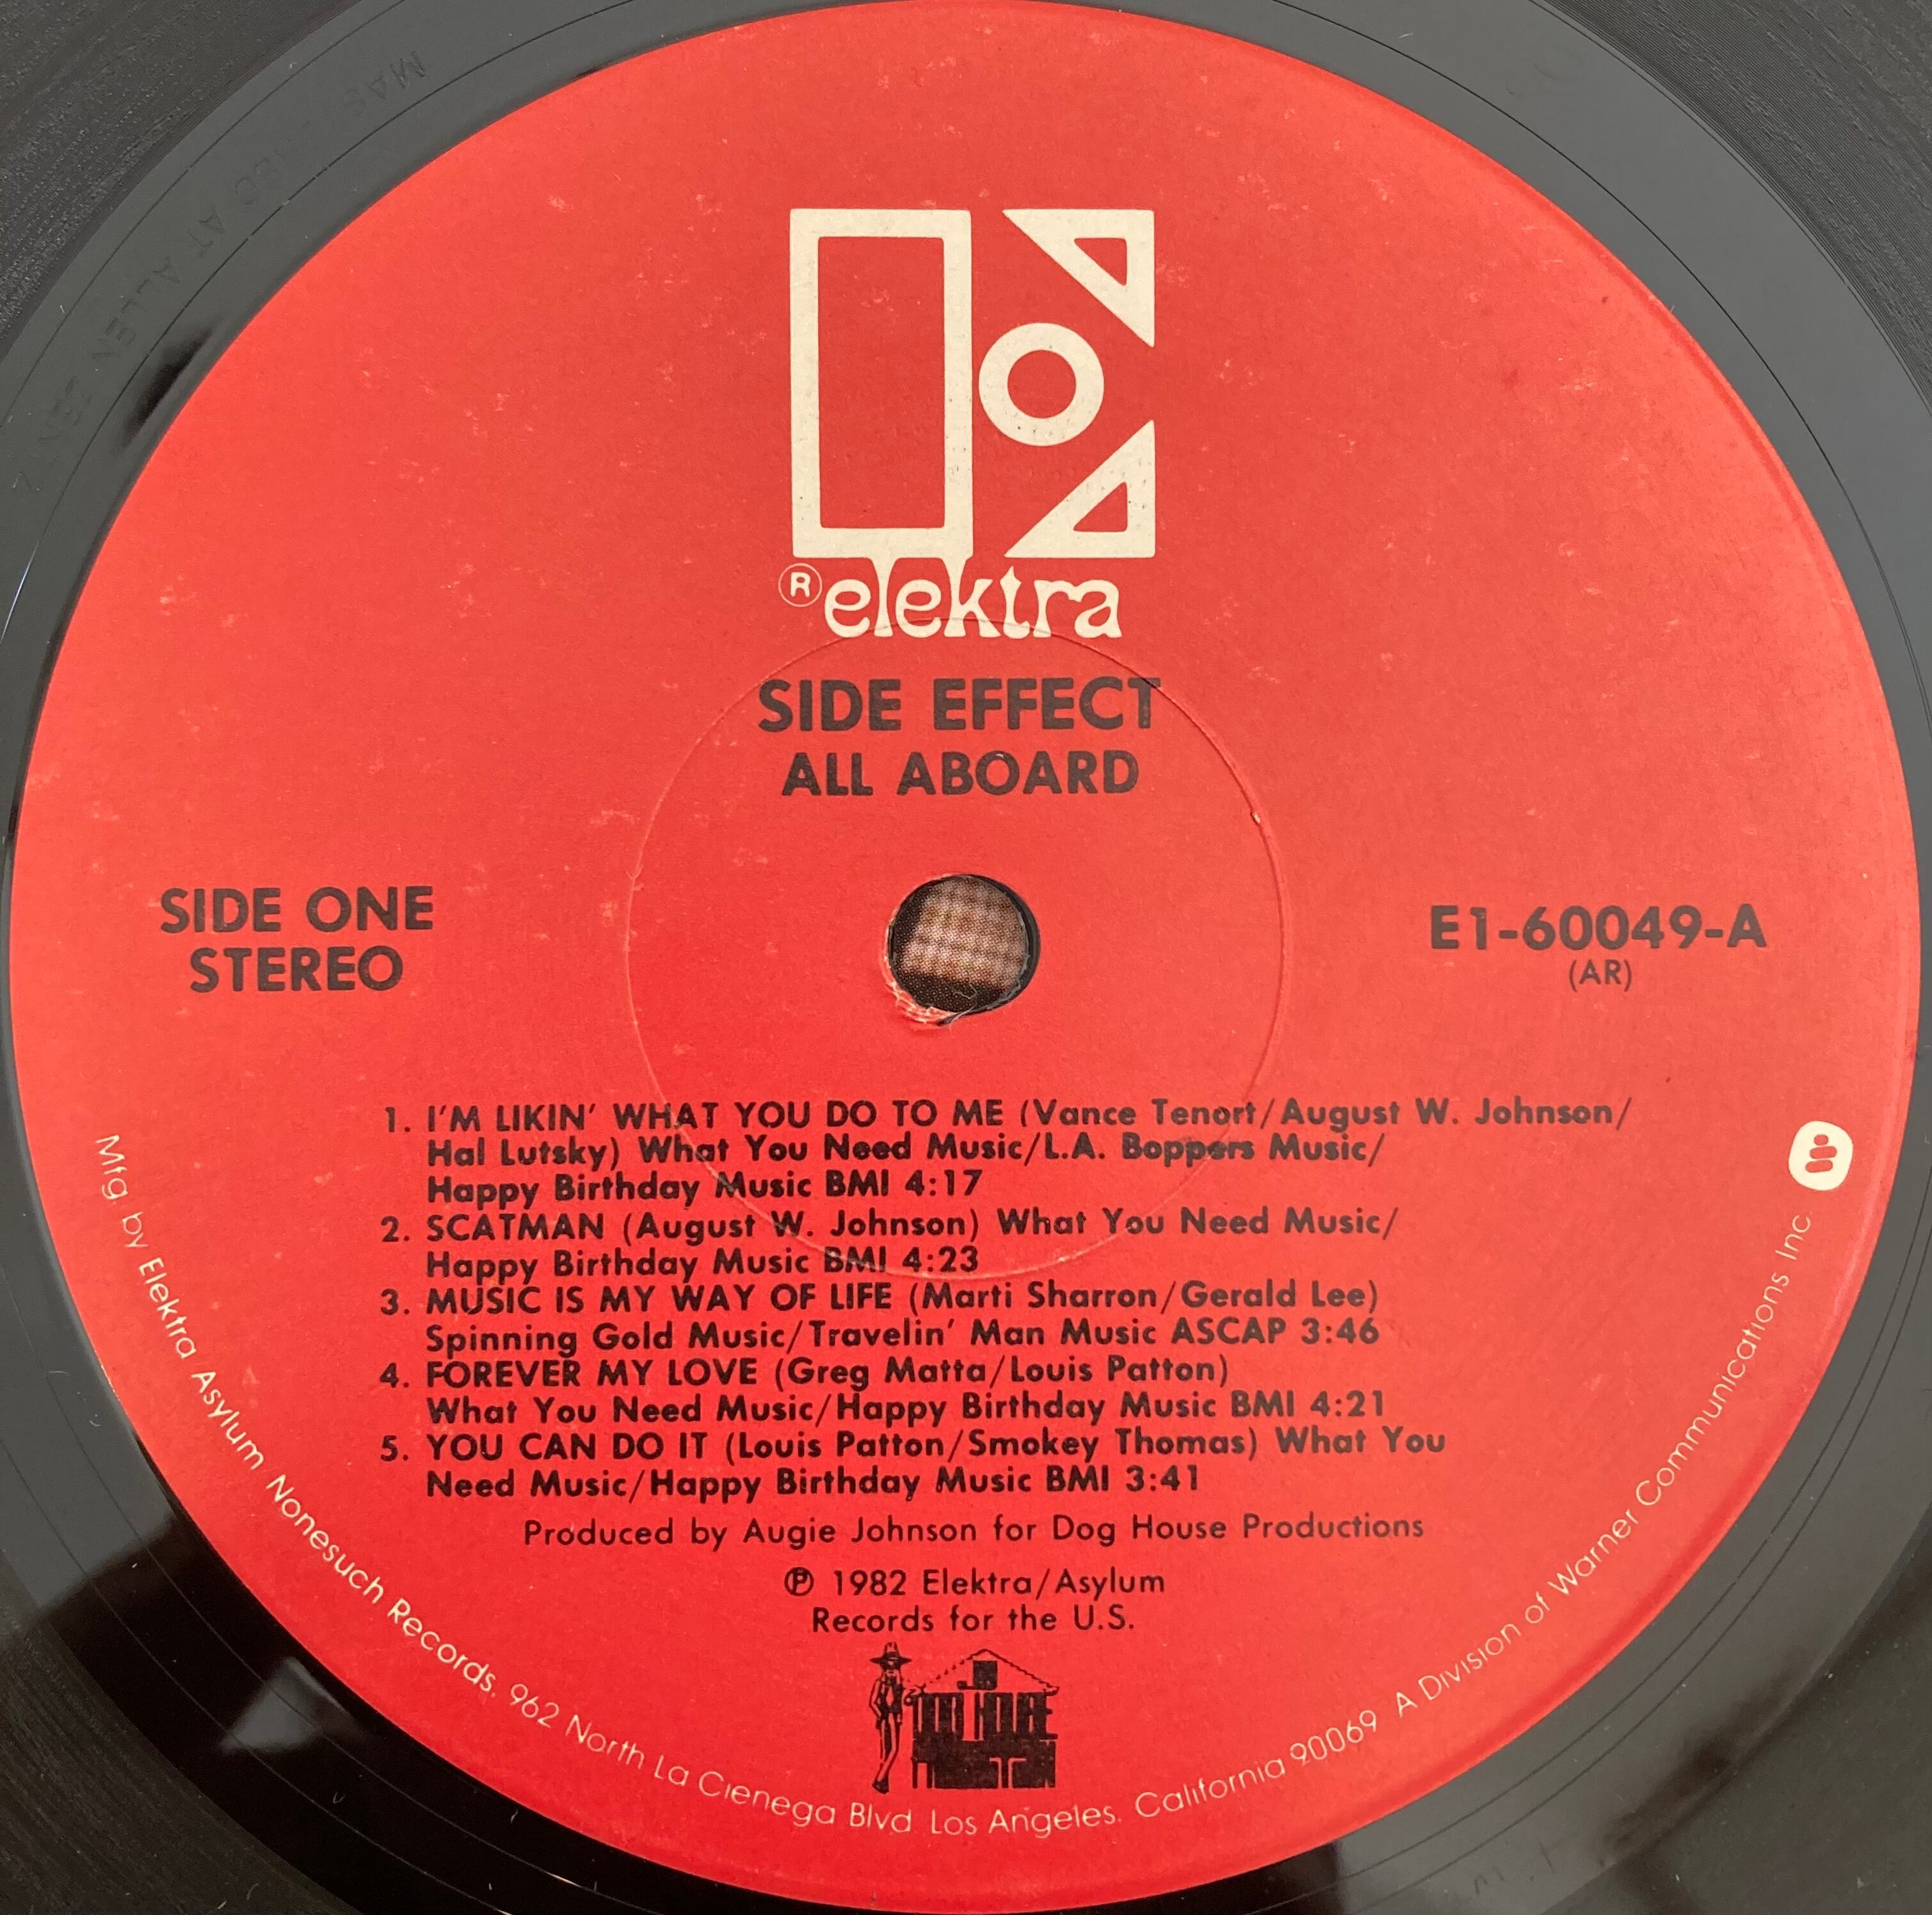 ® elektra
SIDE EFFECT
ALL ABOARD
SIDE ONE
STEREO
E1-60049-A
(AR)
1. I'M LIKIN' WHAT YOU DO TO ME (Vance Tenort/August W. Johnson/
Hal Lutsky) What You Need Music/L.A. Boppers Music/
Happy Birthday Music BMI 4:17
2. SCATMAN (August W. Johnson) What You Need Music/
Happy Birthday Music BMI 4:23
3. MUSIC IS MY WAY OF LIFE (Marti Sharron/Gerald Lee)
Spinning Gold Music/Travelin' Man Music ASCAP 3:46
4. FOREVER MY LOVE (Greg Matta/Louis Patton)
What You Need Music/Happy Birthday Music BMI 4:21
5. YOU CAN DO IT (Louis Patton/Smokey Thomas) What You
Need Music/Happy Birthday Music BMI 3:41
Produced by Augie Johnson for Dog House Productions
℗ 1982 Elektra/Asylum
Records for the U.S.
Mfg. by Elektra Asylum Nonesuch Records, 962 North La Cienega Blvd Los Angeles, California 90069 A Division of Warner Communications Inc.
AT ALLEN ZENTZ